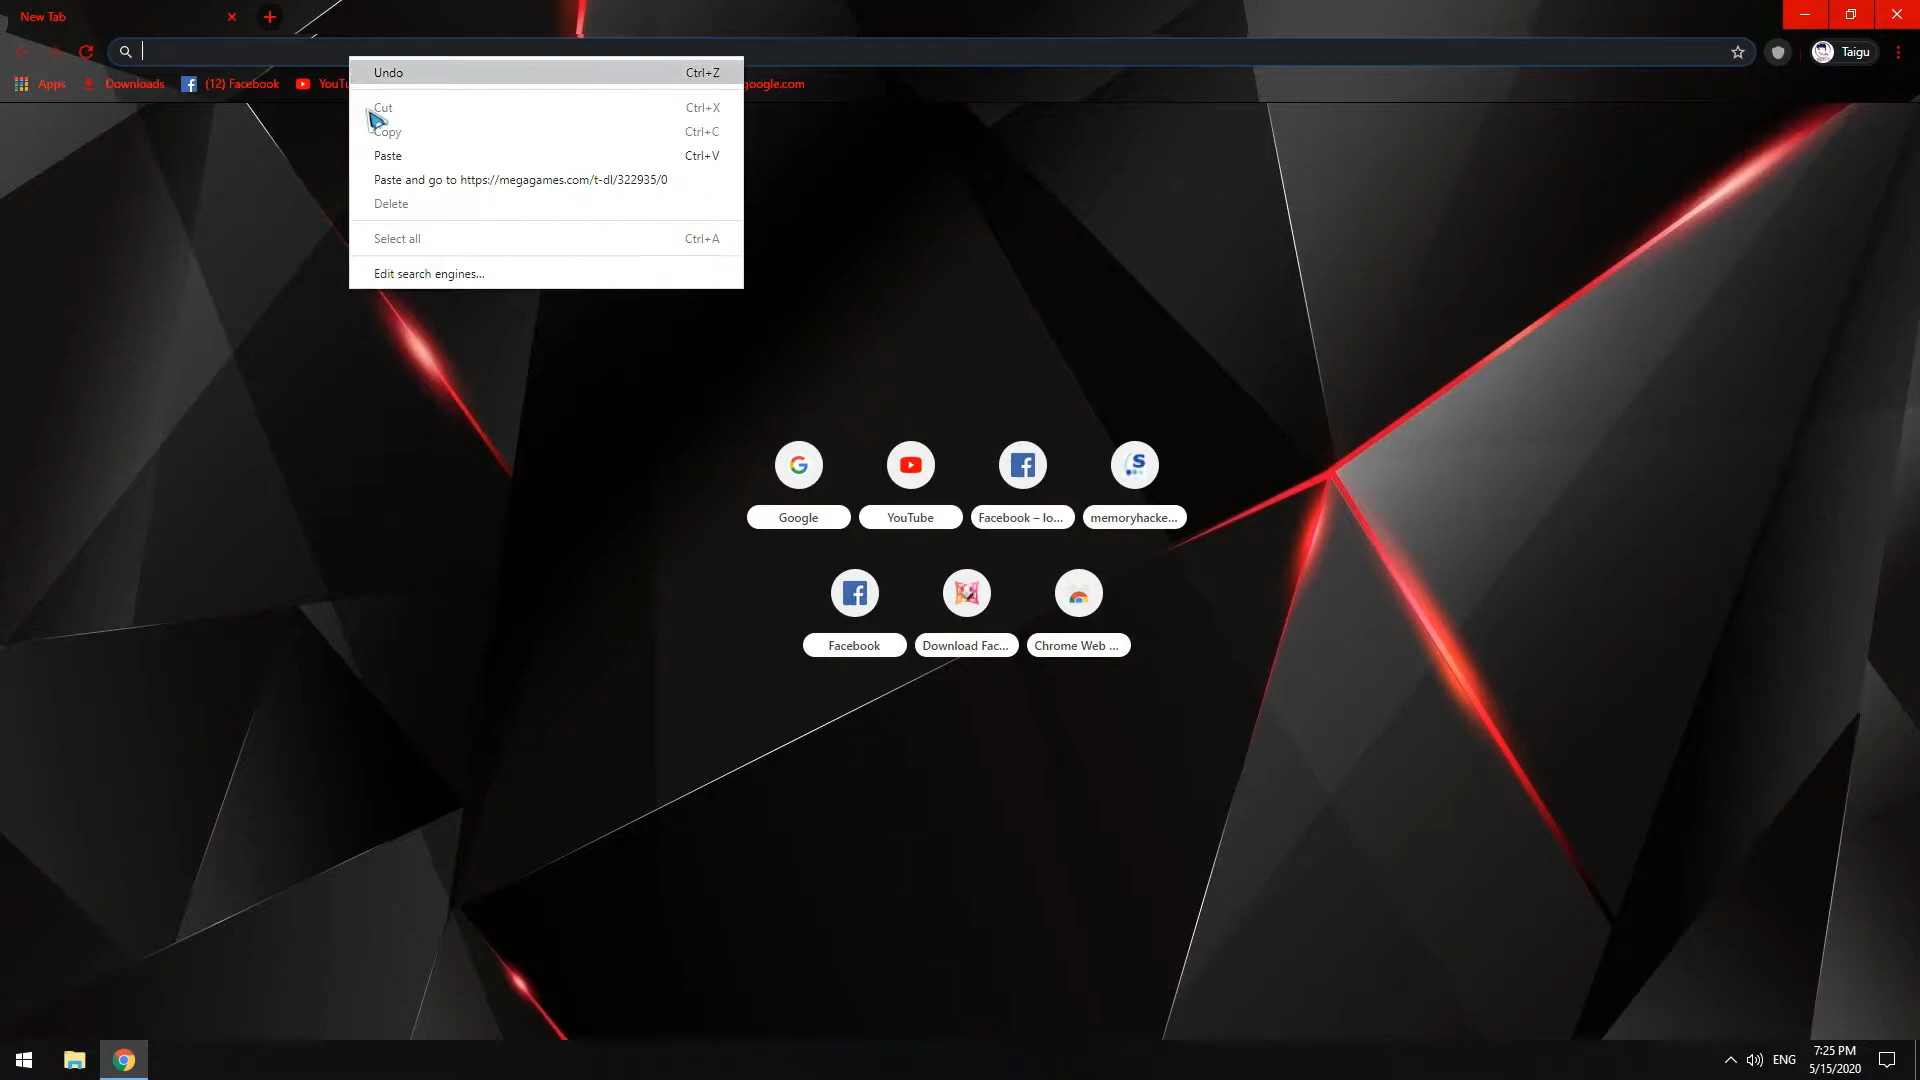 New Tab
Taigu
Apps
Downloads
(12) Facebook
google.com
Undo Ctrl+Z
Cut Ctrl+X
Copy Ctrl+C
Paste Ctrl+V
Paste and go to https://megagames.com/t-dl/322935/0
Delete
Select all Ctrl+A
Edit search engines...
Google
YouTube
Facebook – lo...
memoryhacke...
Facebook
Download Fac...
Chrome Web ...
ENG
7:25 PM
5/15/2020